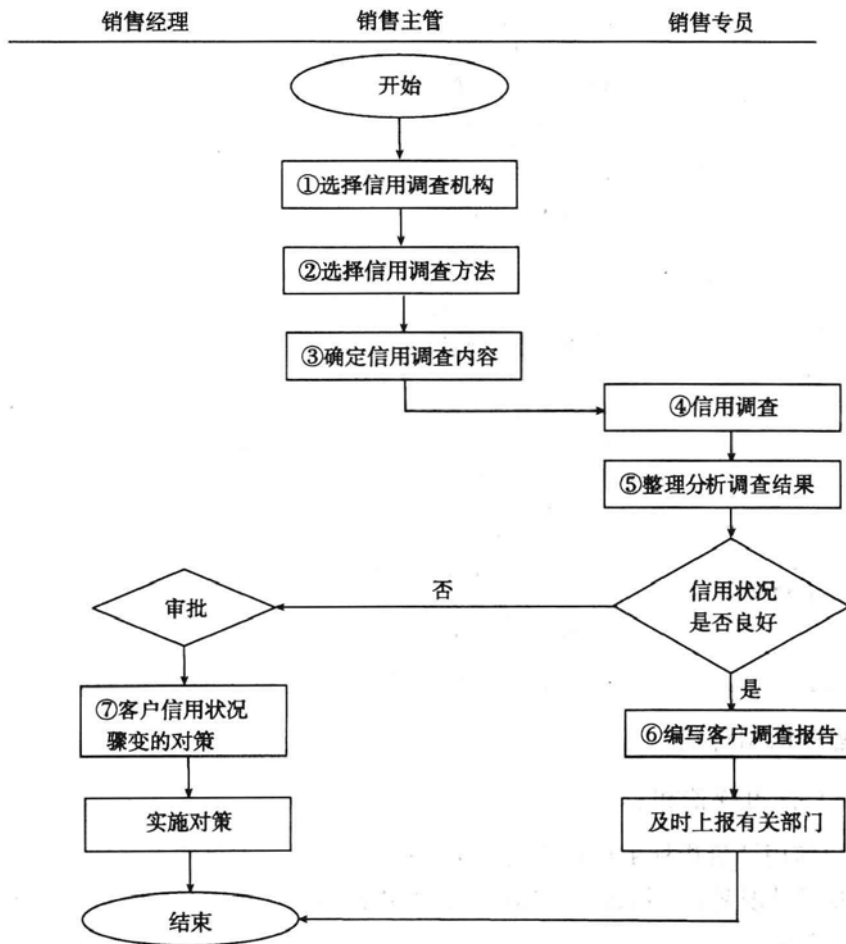 销售经理 销售主管 销售专员
开始
①选择信用调查机构
②选择信用调查方法
③确定信用调查内容
④信用调查
⑤整理分析调查结果
信用状况
是否良好
否
审批
是
⑦客户信用状况
骤变的对策
⑥编写客户调查报告
实施对策
及时上报有关部门
结束